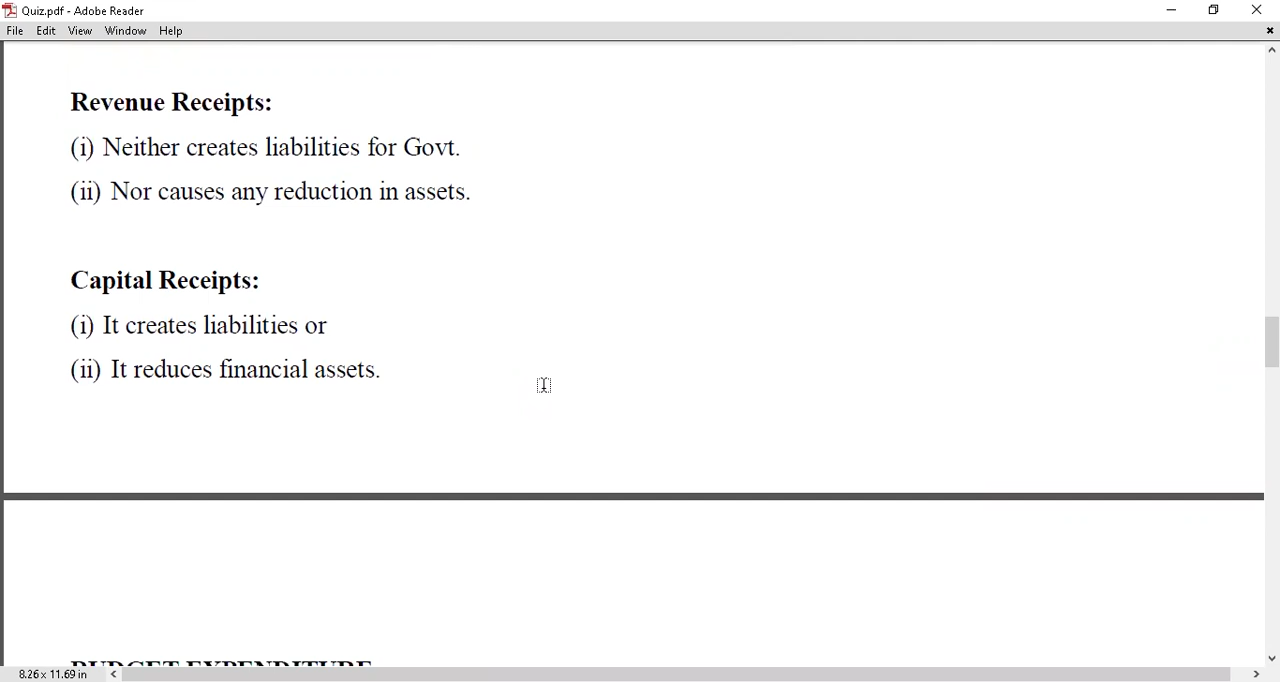 Quiz.pdf - Adobe Reader
File Edit View Window Help
Revenue Receipts:
(i) Neither creates liabilities for Govt.
(ii) Nor causes any reduction in assets.
Capital Receipts:
(i) It creates liabilities or
(ii) It reduces financial assets.
BUDGET EXPENDITURE
8.26 x 11.69 in